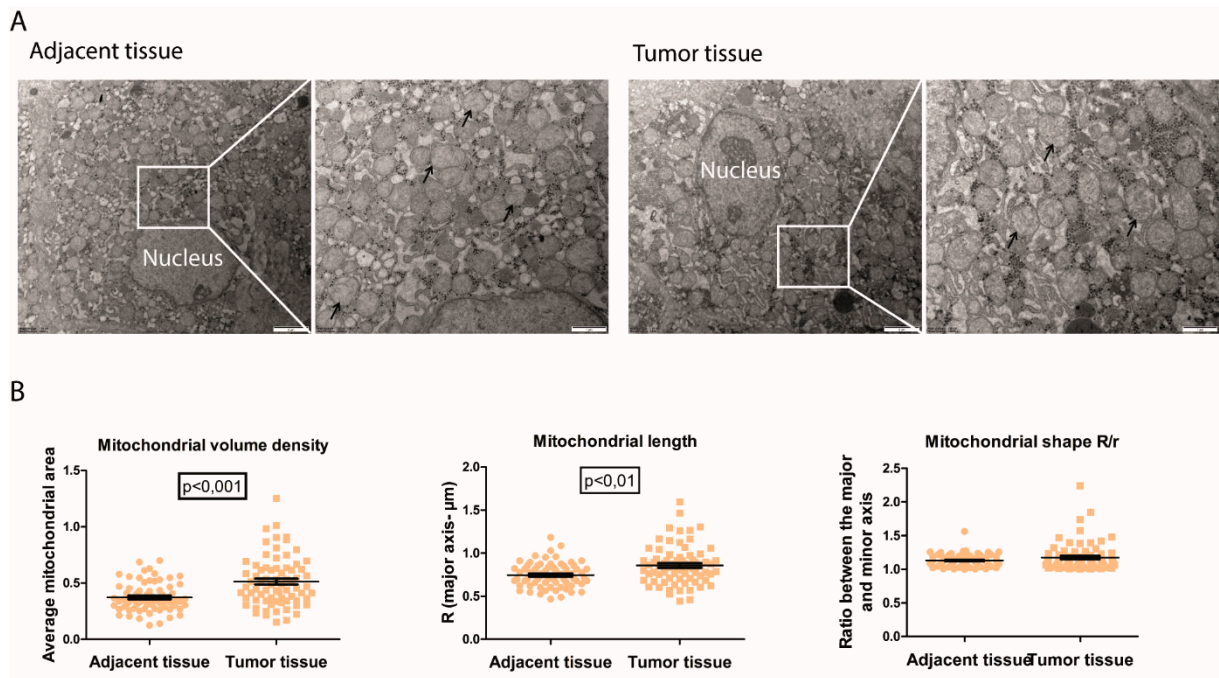 A
Adjacent tissue
Tumor tissue
Nucleus
Nucleus
B
Mitochondrial volume density
p<0,001
Average mitochondrial area
1.5
1.0
0.5
0.0
Adjacent tissue
Tumor tissue
Mitochondrial length
p<0,01
R (major axis- μm)
2.0
1.5
1.0
0.5
0.0
Adjacent tissue
Tumor tissue
Mitochondrial shape R/r
Ratio between the major
and minor axis
2.5
2.0
1.5
1.0
0.5
0.0
Adjacent tissue
Tumor tissue